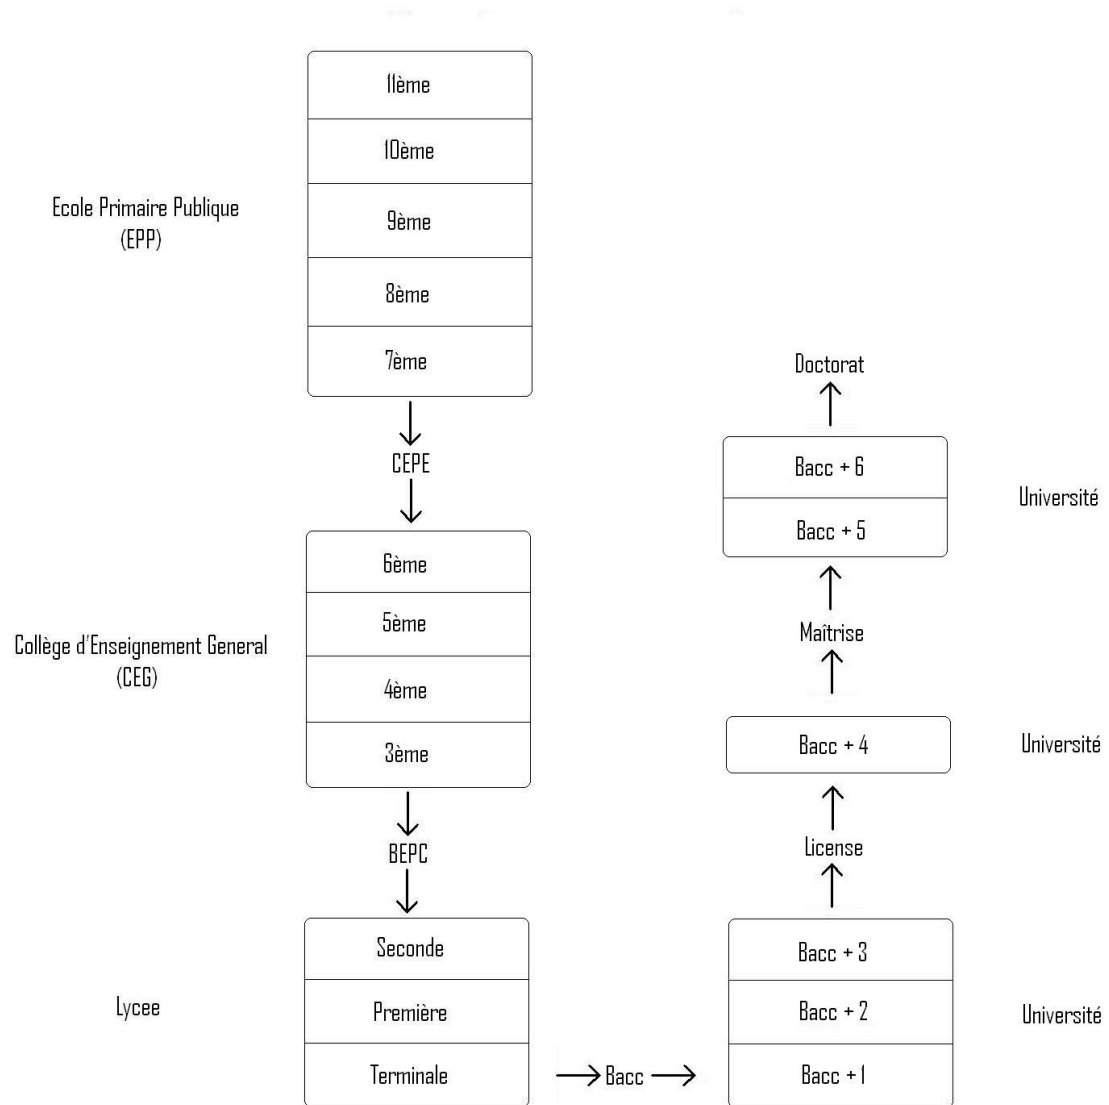 11ème
10ème
Ecole Primaire Publique
(EPP)
9ème
8ème
7ème
CEPE
6ème
5ème
Collège d'Enseignement General
(CEG)
4ème
3ème
BEPC
Seconde
Lycee
Première
Terminale
Bacc
Doctorat
Bacc + 6
Université
Bacc + 5
Maîtrise
Bacc + 4
Université
License
Bacc + 3
Bacc + 2
Université
Bacc + 1